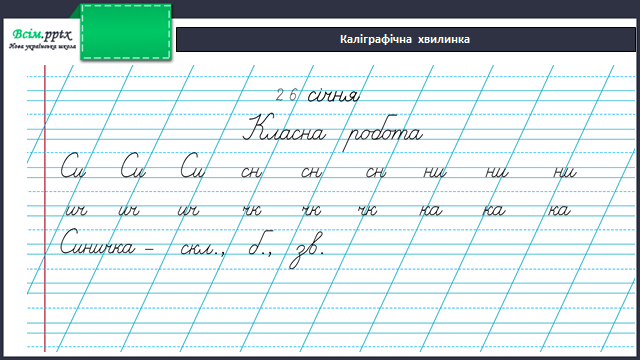 Всім.pptx
Нова українська школа
Каліграфічна хвилинка
26 січня
Класна робота
Си Си Си сн сн сн ни ни ни
ич ич ич чк чк чк ка ка ка
Синичка – скл., б., зв.